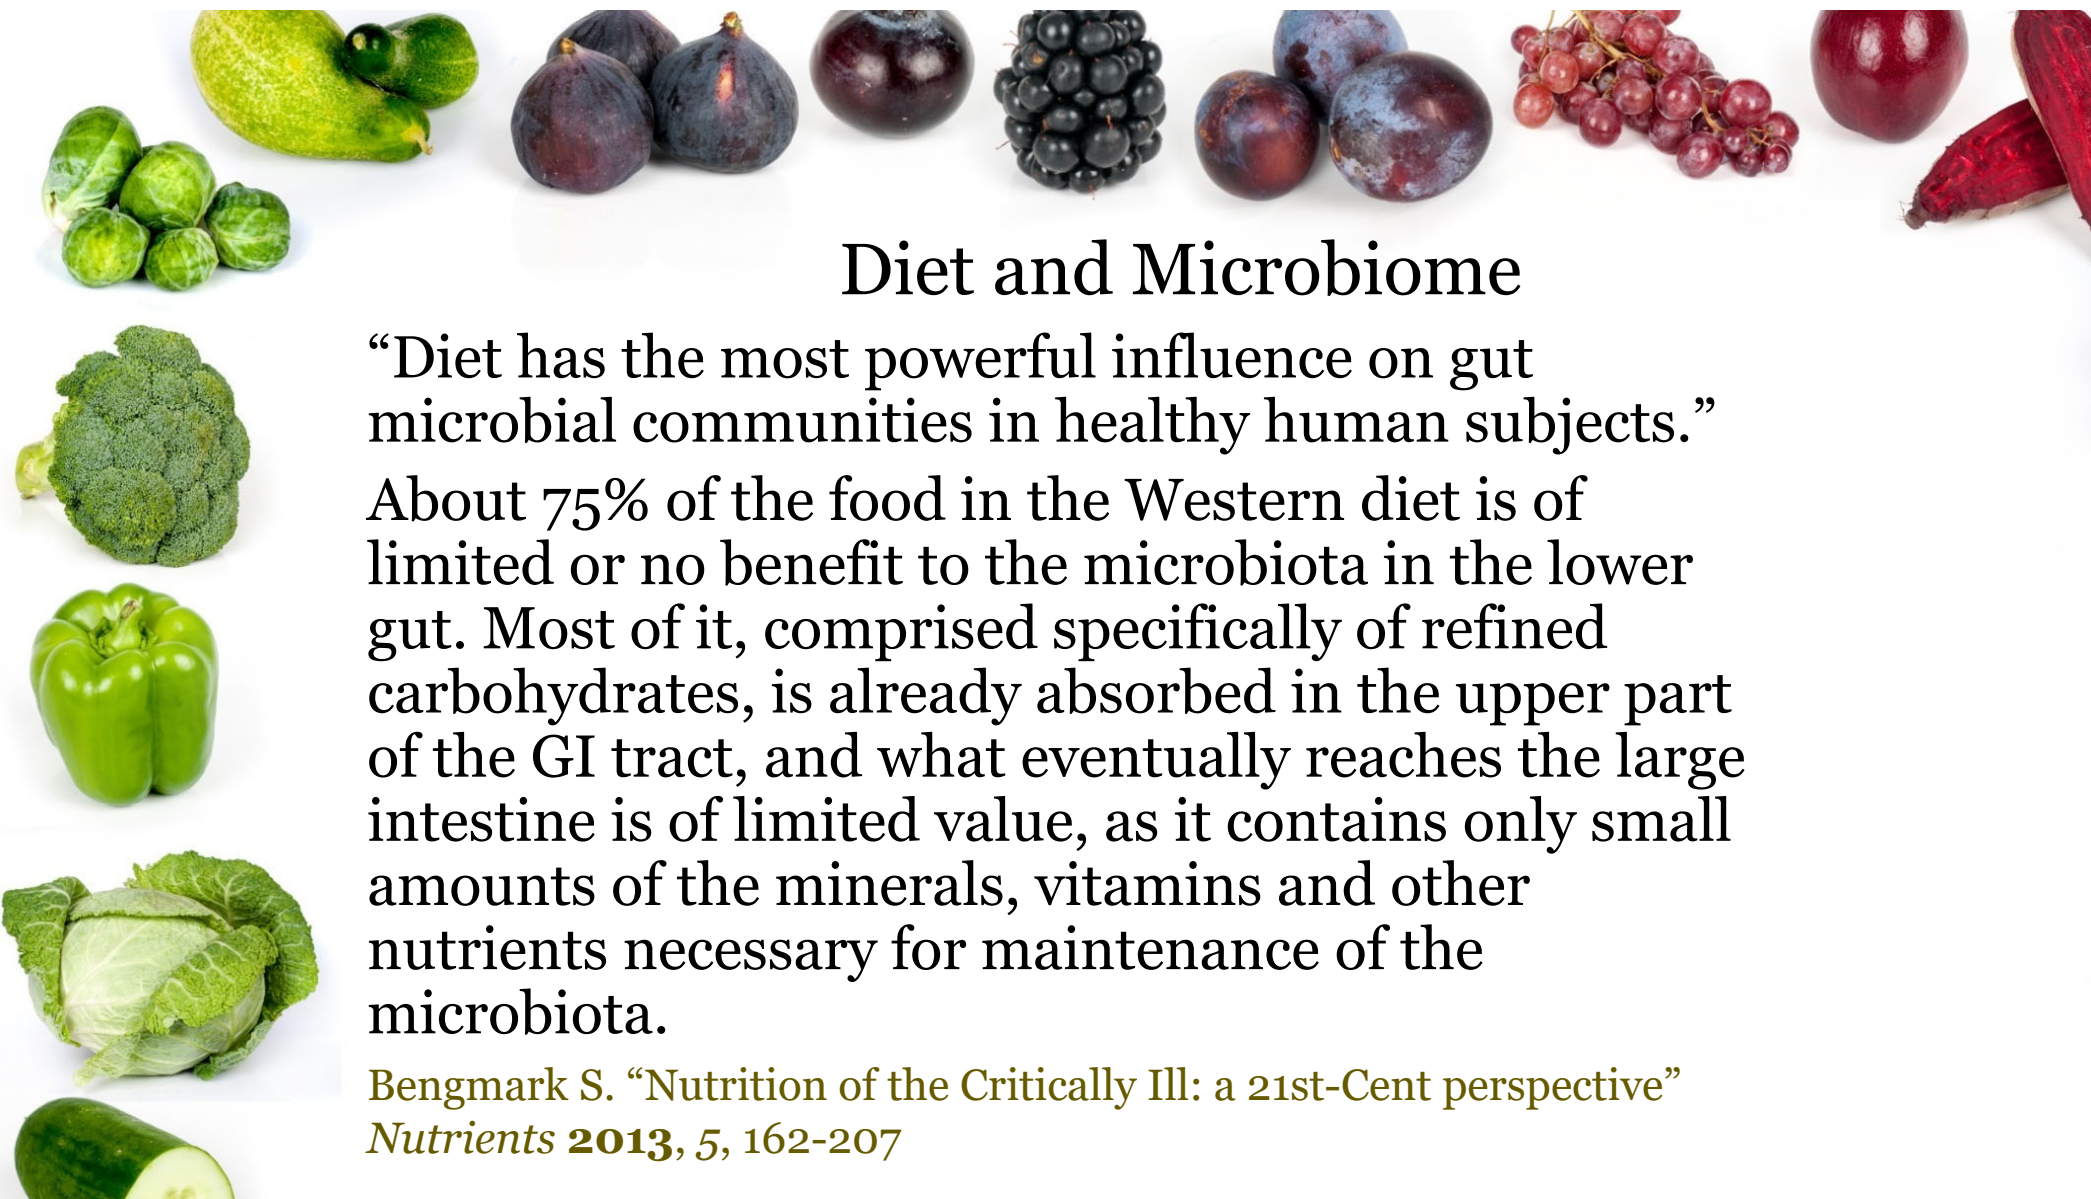 Diet and Microbiome
“Diet has the most powerful influence on gut
microbial communities in healthy human subjects.”
About 75% of the food in the Western diet is of
limited or no benefit to the microbiota in the lower
gut. Most of it, comprised specifically of refined
carbohydrates, is already absorbed in the upper part
of the GI tract, and what eventually reaches the large
intestine is of limited value, as it contains only small
amounts of the minerals, vitamins and other
nutrients necessary for maintenance of the
microbiota.
Bengmark S. “Nutrition of the Critically Ill: a 21st-Cent perspective”
Nutrients 2013, 5, 162-207